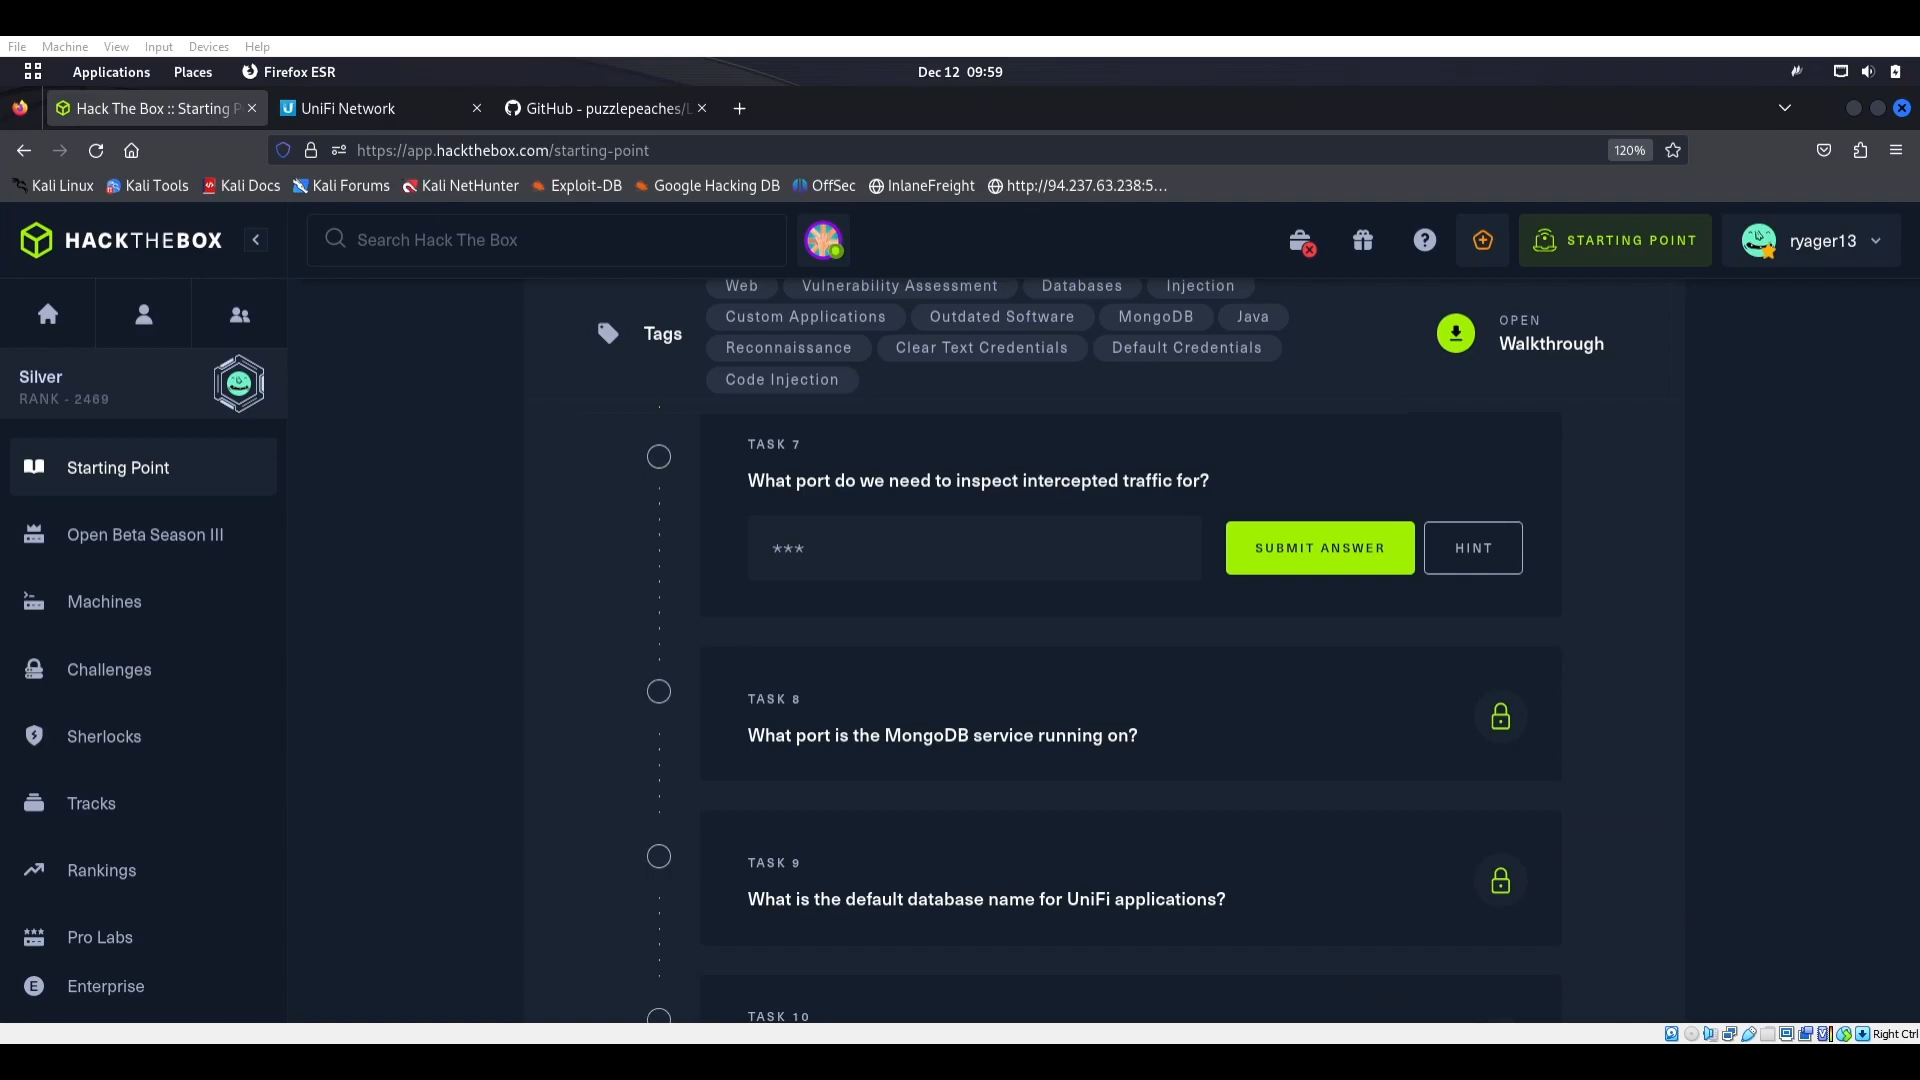 File Machine View Input Devices Help
Applications Places Firefox ESR Dec 12 09:59
Hack The Box :: Starting P UniFi Network GitHub - puzzlepeaches/L
https://app.hackthebox.com/starting-point 120%
Kali Linux Kali Tools Kali Docs Kali Forums Kali NetHunter Exploit-DB Google Hacking DB OffSec InlaneFreight http://94.237.63.238:5...
HACKTHEBOX Search Hack The Box STARTING POINT ryager13
Web Vulnerability Assessment Databases Injection
Custom Applications Outdated Software MongoDB Java
Tags
Reconnaissance Clear Text Credentials Default Credentials
Code Injection
OPEN
Walkthrough
Silver
RANK - 2469
Starting Point
Open Beta Season III
Machines
Challenges
Sherlocks
Tracks
Rankings
Pro Labs
E Enterprise
TASK 7
What port do we need to inspect intercepted traffic for?
*** SUBMIT ANSWER HINT
TASK 8
What port is the MongoDB service running on?
TASK 9
What is the default database name for UniFi applications?
TASK 10
Right Ctrl